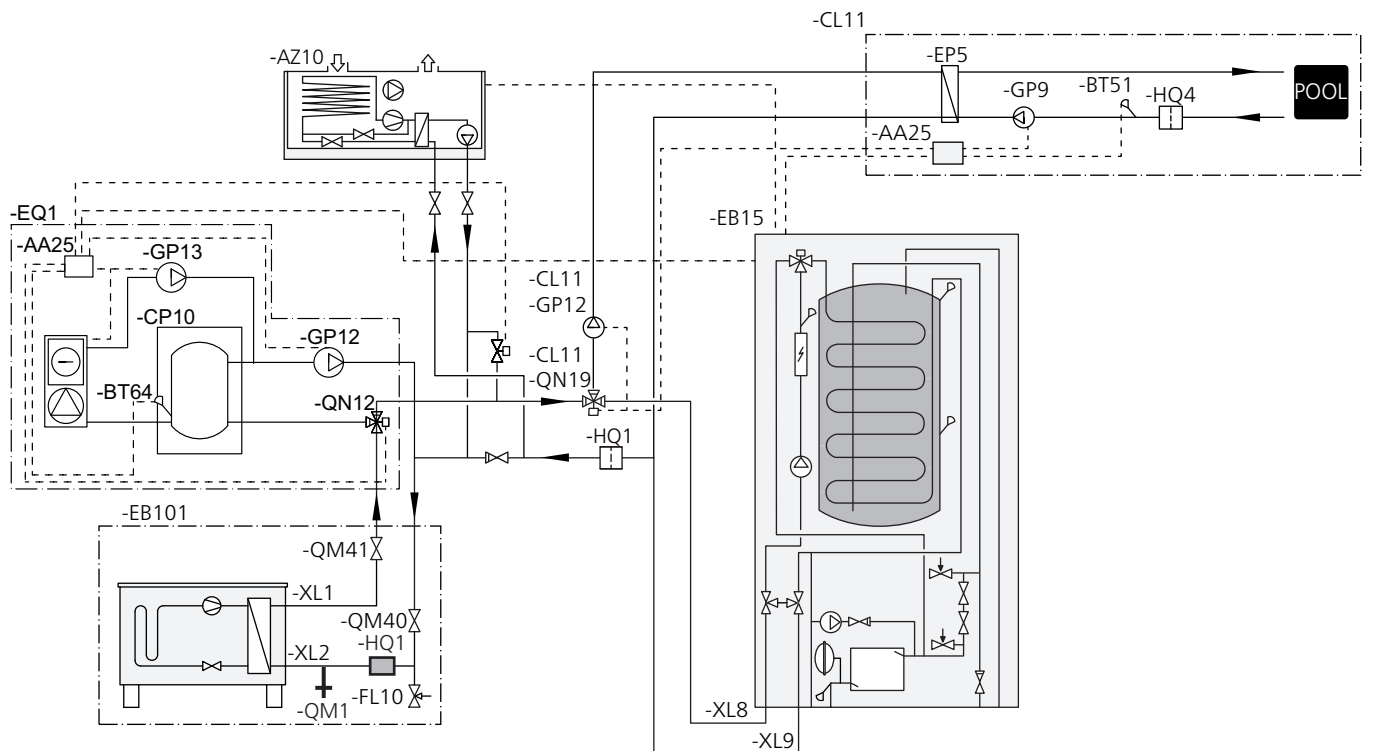 -CL11
-AZ10
-EP5
-GP9
-BT51
-HQ4
POOL
-AA25
-EQ1
-AA25
-GP13
-EB15
-CL11
-GP12
-CP10
-GP12
-CL11
-QN19
-BT64
-QN12
-HQ1
-EB101
-QM41
-XL1
-QM40
-HQ1
-XL2
-FL10
-QM1
-XL8
-XL9